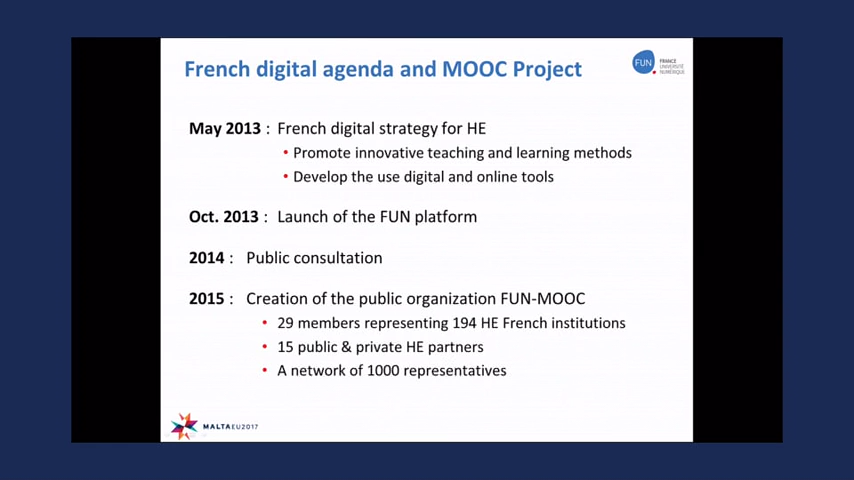 French digital agenda and MOOC Project
FUN
FRANCE
UNIVERSITÉ
NUMÉRIQUE
May 2013 : French digital strategy for HE
• Promote innovative teaching and learning methods
• Develop the use digital and online tools
Oct. 2013 : Launch of the FUN platform
2014 : Public consultation
2015 : Creation of the public organization FUN-MOOC
• 29 members representing 194 HE French institutions
• 15 public & private HE partners
• A network of 1000 representatives
MALTAEU2017